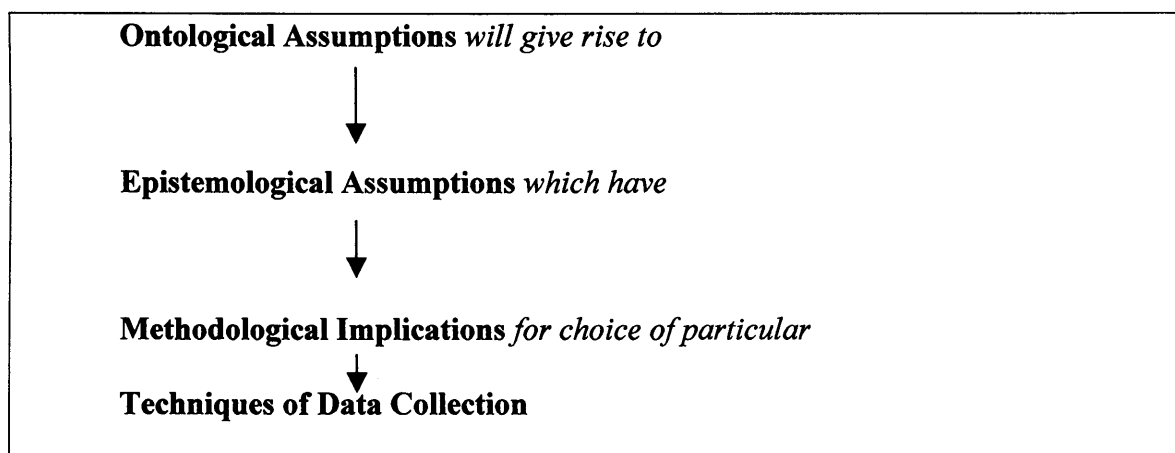 Ontological Assumptions will give rise to
Epistemological Assumptions which have
Methodological Implications for choice of particular
Techniques of Data Collection